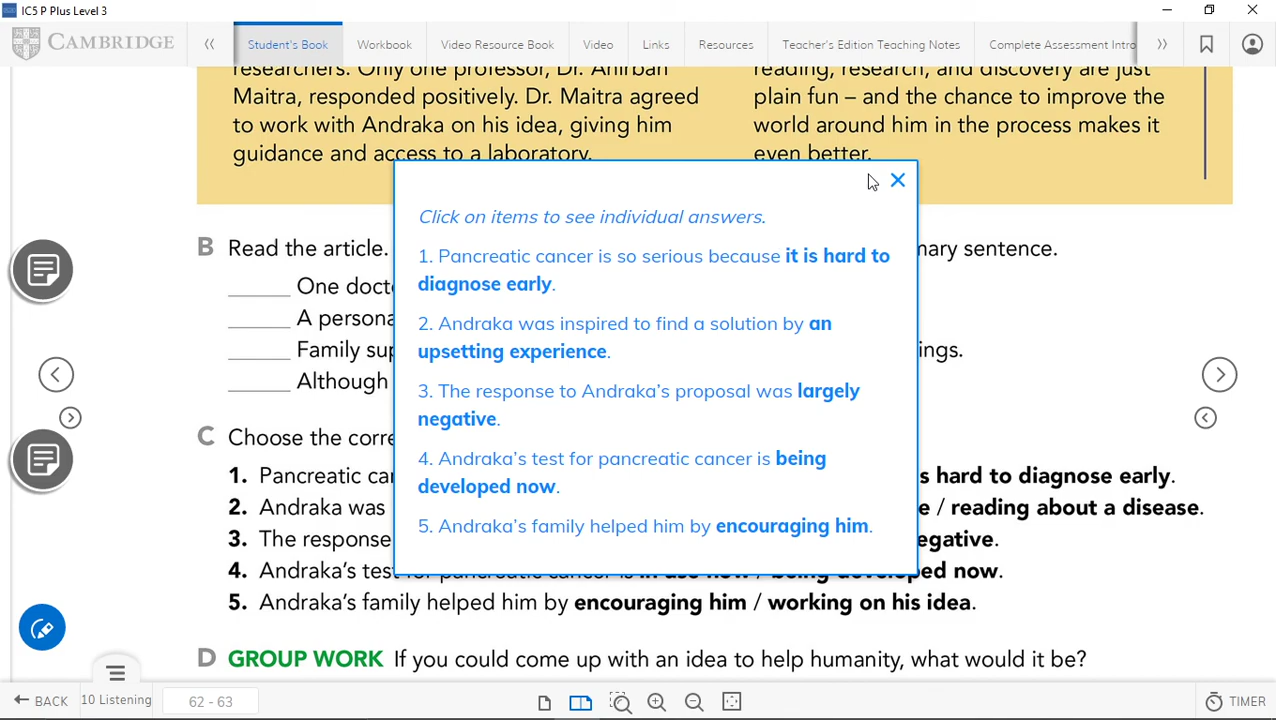 IC5 P Plus Level 3
CAMBRIDGE
Student's Book
Workbook
Video Resource Book
Video
Links
Resources
Teacher's Edition Teaching Notes
Complete Assessment Intro
researchers. Only one professor, Dr. Anirban
Maitra, responded positively. Dr. Maitra agreed
to work with Andraka on his idea, giving him
guidance and access to a laboratory.
reading, research, and discovery are just
plain fun – and the chance to improve the
world around him in the process makes it
even better.
Click on items to see individual answers.
1. Pancreatic cancer is so serious because it is hard to
diagnose early.
2. Andraka was inspired to find a solution by an
upsetting experience.
3. The response to Andraka's proposal was largely
negative.
4. Andraka's test for pancreatic cancer is being
developed now.
5. Andraka's family helped him by encouraging him.
B Read the article. mary sentence.
One doct
A persona
Family sup ings.
Although
C Choose the corre
1. Pancreatic can s hard to diagnose early.
2. Andraka was e / reading about a disease.
3. The response egative.
4. Andraka's test for pancreatic cancer is in use now / being developed now.
5. Andraka's family helped him by encouraging him / working on his idea.
D GROUP WORK If you could come up with an idea to help humanity, what would it be?
BACK
10 Listening
62 - 63
TIMER